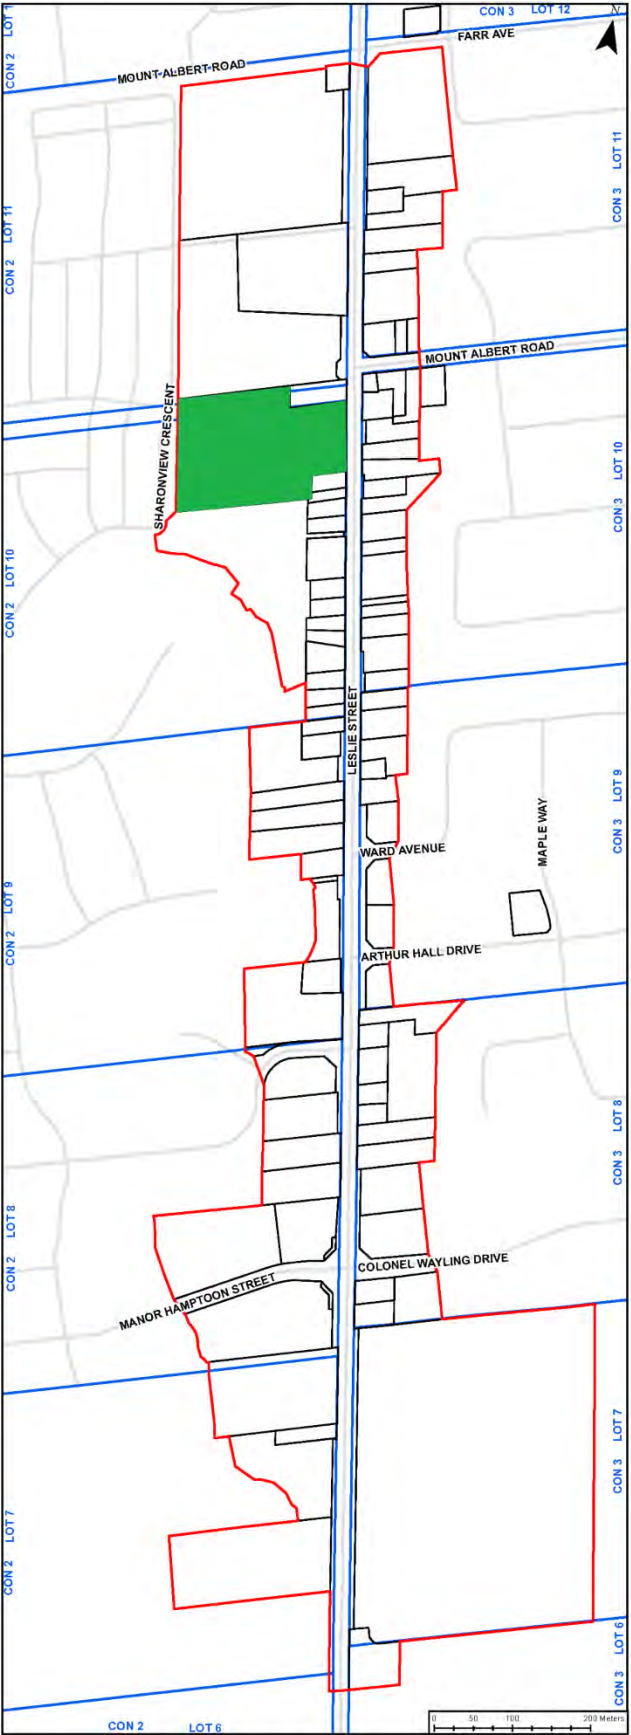 CON 3 LOT 12
N
FARR AVE
CON 2 LOT 1
MOUNT ALBERT ROAD
CON 3 LOT 11
CON 2 LOT 11
MOUNT ALBERT ROAD
SHARONVIEW CRESCENT
CON 3 LOT 10
CON 2 LOT 10
LESLIE STREET
CON 3 LOT 9
MAPLE WAY
WARD AVENUE
CON 2 LOT 9
ARTHUR HALL DRIVE
CON 3 LOT 8
CON 2 LOT 8
COLONEL WAYLING DRIVE
MANOR HAMPTOON STREET
CON 3 LOT 7
CON 2 LOT 7
CON 3 LOT 6
CON 2 LOT 6
0 50 100 200 Meters